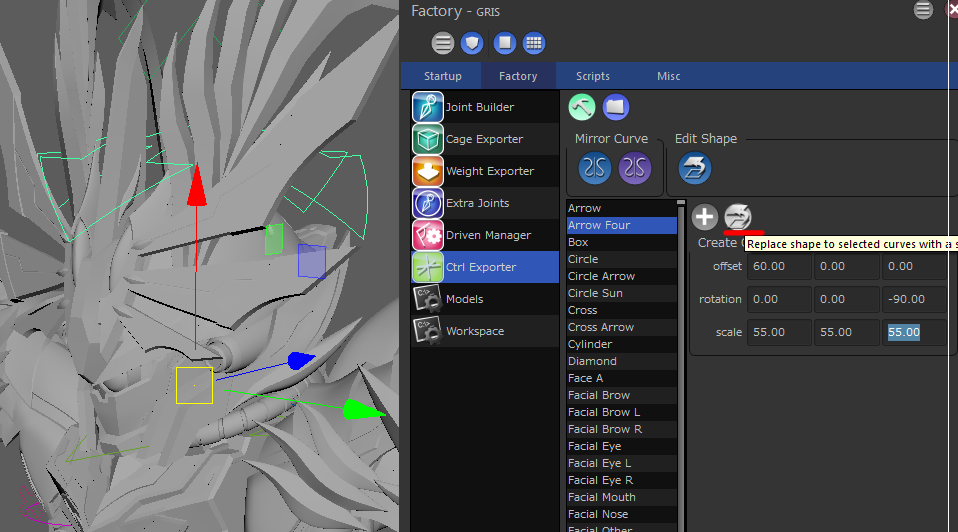 Factory - GRIS
Startup Factory Scripts Misc
Joint Builder
Cage Exporter
Weight Exporter
Extra Joints
Driven Manager
Ctrl Exporter
Models
Workspace
Mirror Curve Edit Shape
Arrow
Arrow Four
Box
Circle
Circle Arrow
Circle Sun
Cross
Cross Arrow
Cylinder
Diamond
Face A
Facial Brow
Facial Brow L
Facial Brow R
Facial Eye
Facial Eye L
Facial Eye R
Facial Mouth
Facial Nose
Facial Other
Create
Replace shape to selected curves with a s
offset 60.00 0.00 0.00
rotation 0.00 0.00 -90.00
scale 55.00 55.00 55.00